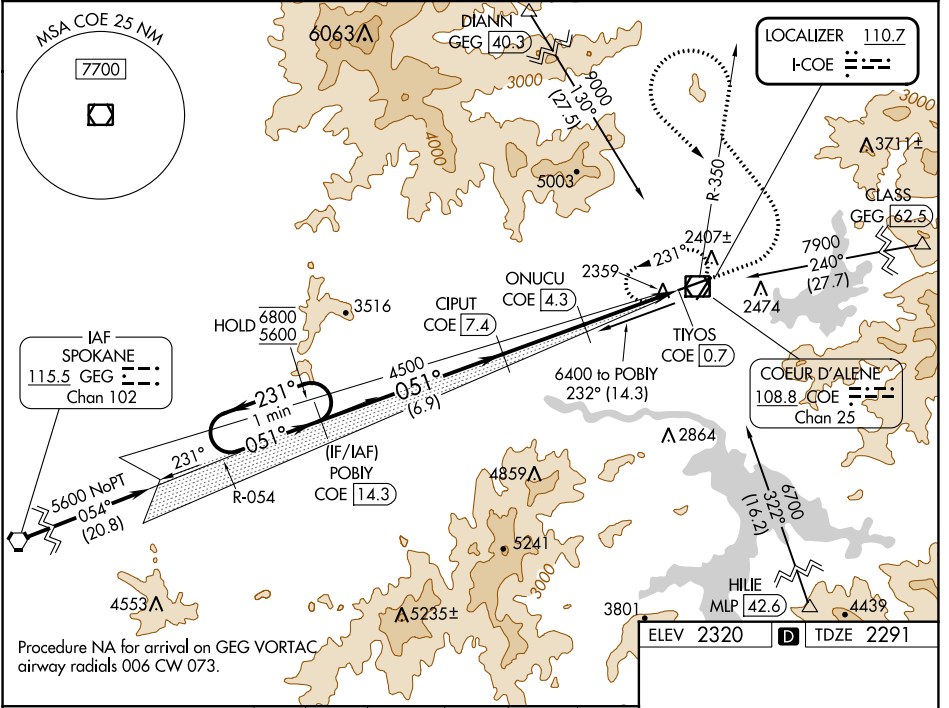 MSA COE 25 NM
7700
6063
DIANN
GEG 40.3
3000
4000
5003
9000
130°
(27.5)
LOCALIZER 110.7
I-COE
3000
3711±
CLASS
GEG 62.5
7900
240°
(27.7)
R-350
2407±
231°
2359
2474
ONUCU
COE 4.3
CIPUT
COE 7.4
TIYOS
COE 0.7
3516
HOLD 6800
5600
4500
051°
(6.9)
6400 to POBIY
232° (14.3)
COEUR D'ALENE
108.8 COE
Chan 25
IAF
SPOKANE
115.5 GEG
Chan 102
231°
1 min
051°
231°
R-054
(IF/IAF)
POBIY
COE 14.3
5600 NoPT
054°
(20.8)
2864
4859
5241
3000
6700
322°
(16.2)
HILIE
MLP 42.6
4439
3801
4553
5235±
Procedure NA for arrival on GEG VORTAC
airway radials 006 CW 073.
ELEV 2320 D TDZE 2291